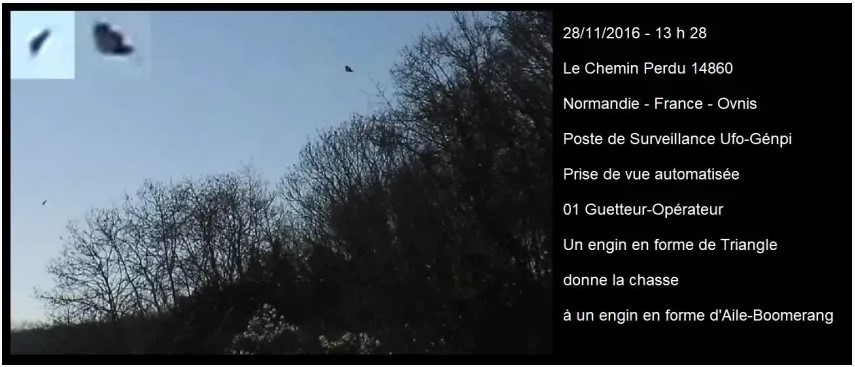 28/11/2016 - 13 h 28
Le Chemin Perdu 14860
Normandie - France - Ovnis
Poste de Surveillance Ufo-Génpi
Prise de vue automatisée
01 Guetteur-Opérateur
Un engin en forme de Triangle
donne la chasse
à un engin en forme d'Aile-Boomerang